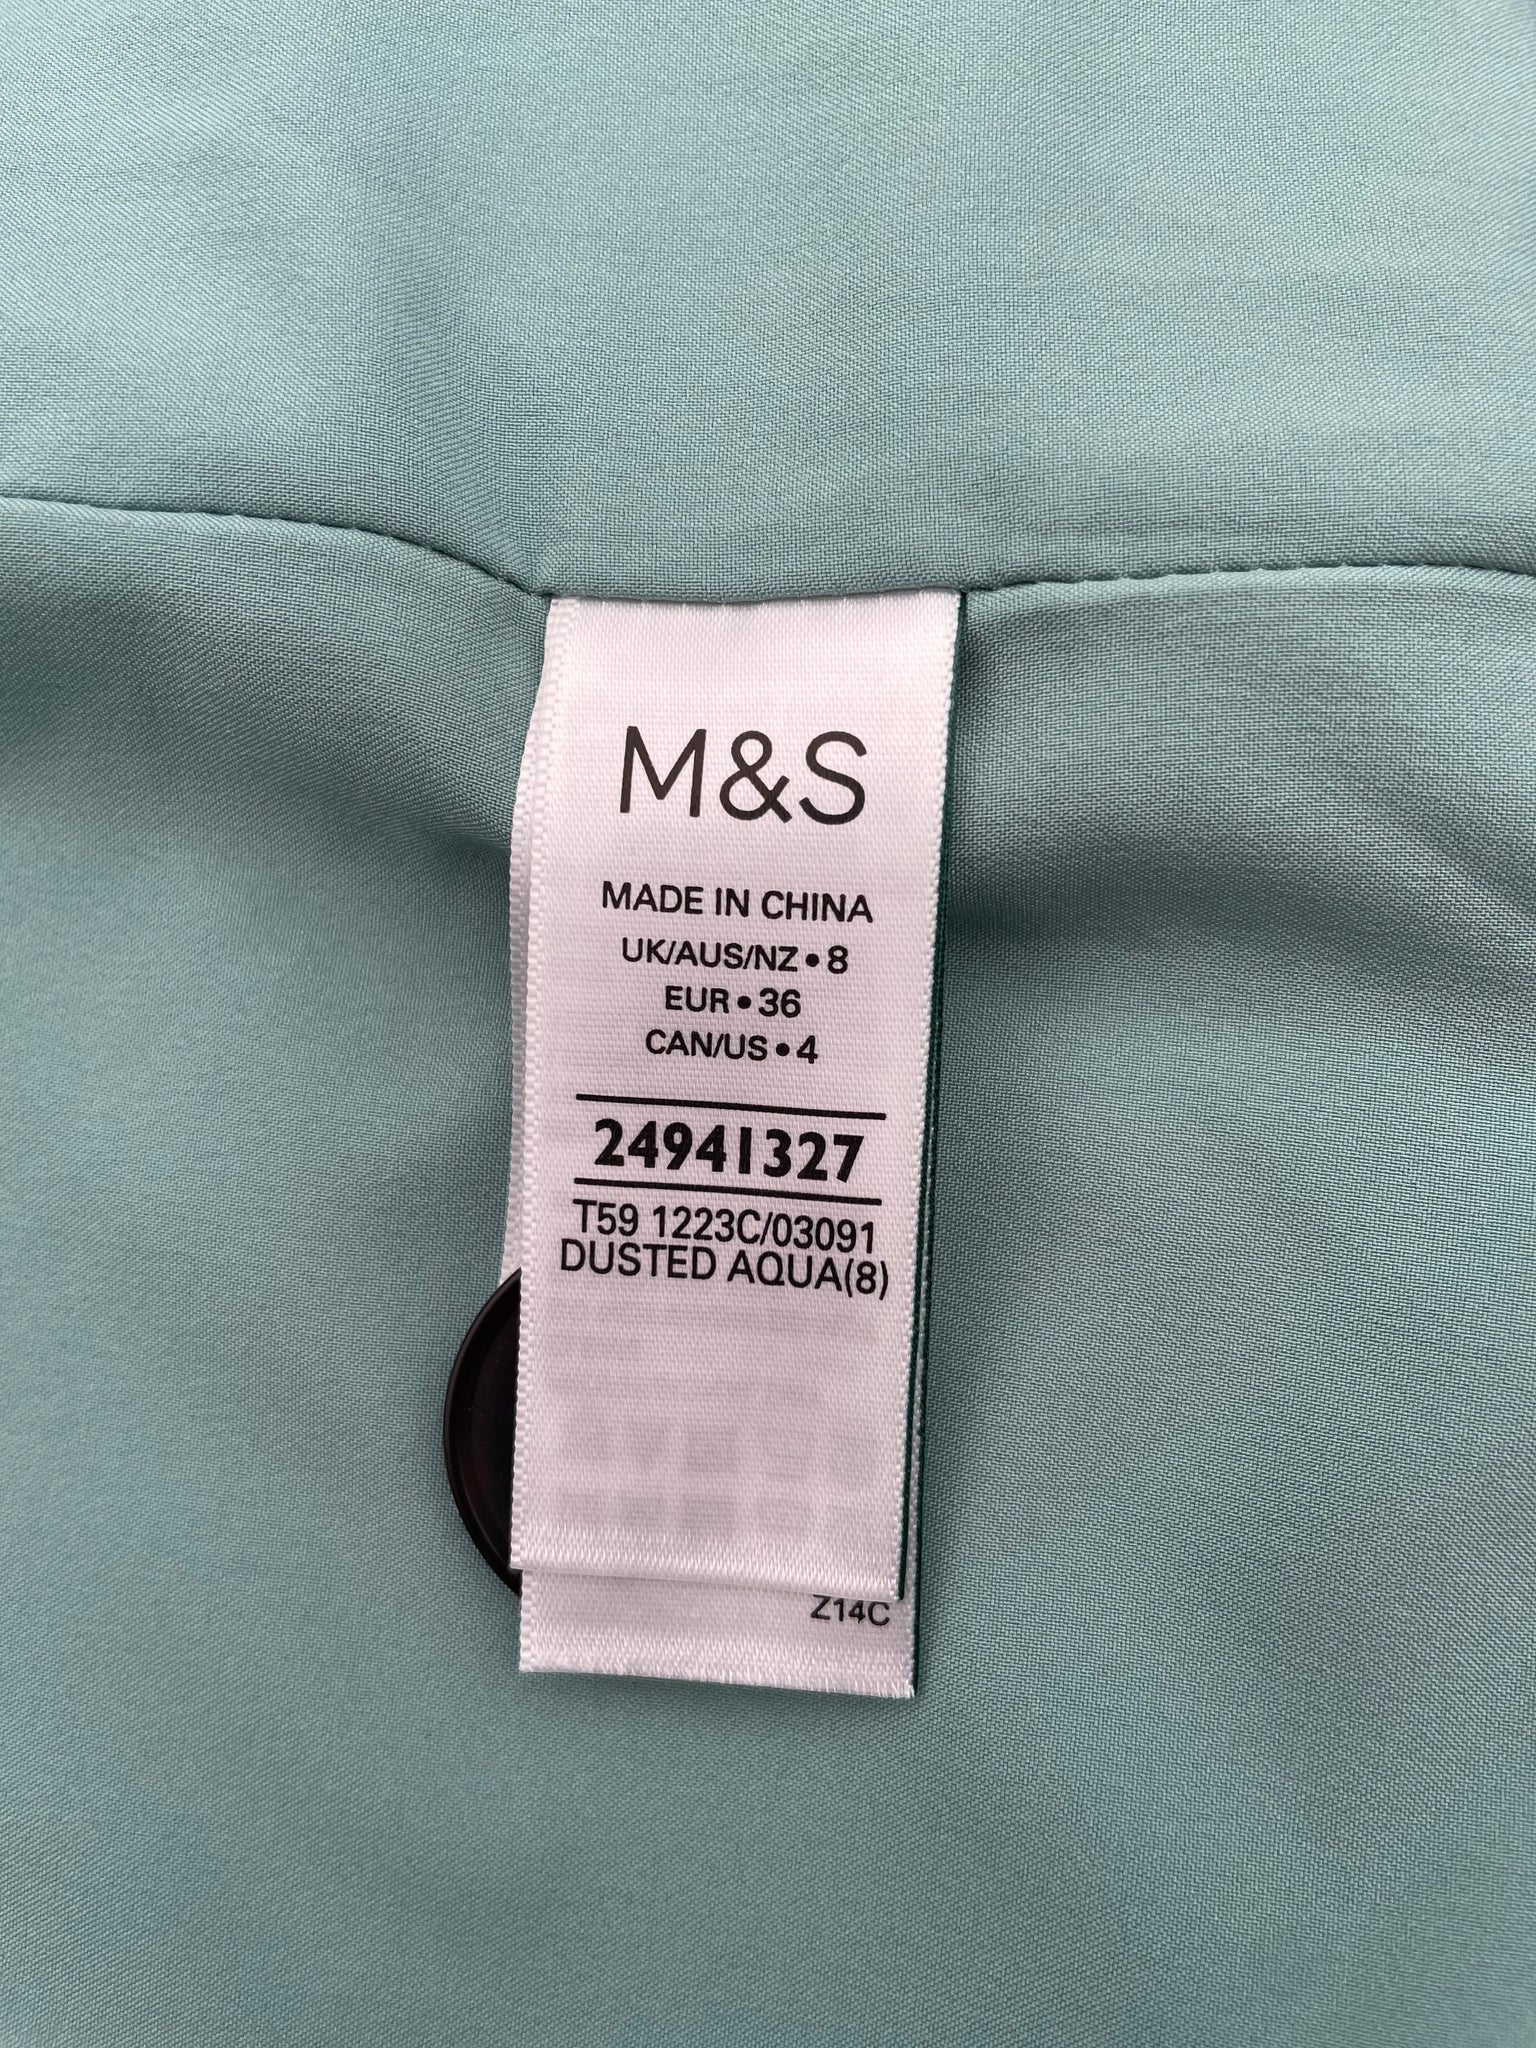 M&S
MADE IN CHINA
UK/AUS/NZ•8
EUR•36
CAN/US•4
24941327
T59 1223C/03091
DUSTED AQUA(8)
Z14C